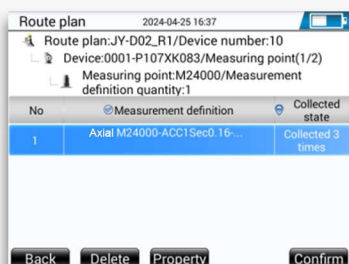 Route plan 2024-04-25 16:37
Route plan:JY-D02_R1/Device number:10
Device:0001-P107XK083/Measuring point(1/2)
Measuring point:M24000/Measurement
definition quantity:1
No Measurement definition Collected
state
1 Axial M24000-ACC1Sec0.16-... Collected 3
times
Back Delete Property Confirm